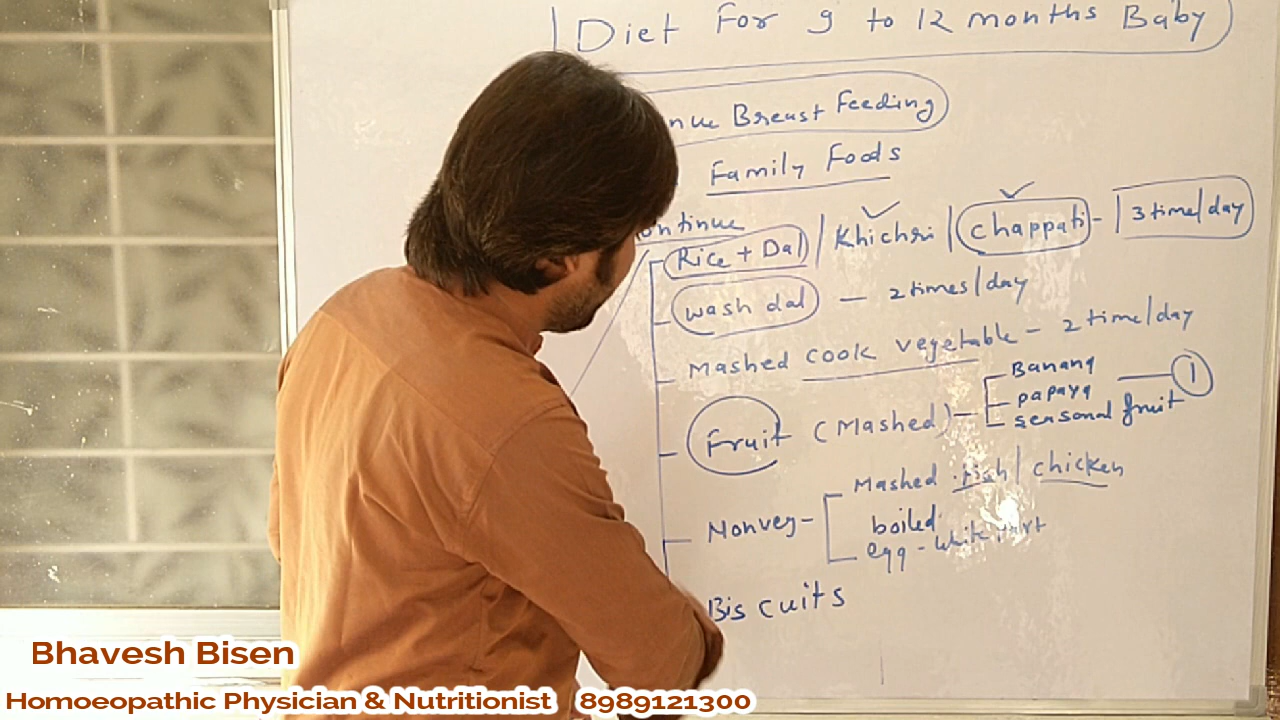 Diet For 9 to 12 months Baby
nue Breast Feeding
Family Foods
ontinue
Rice + Dal / Khichri / chappati - 3 time/day
wash dal - 2 times/day
Mashed cook vegetable - 2 time/day
Fruit (Mashed) - Banana
papaya - 1
seasonal fruit
Nonveg - Mashed fish / chicken
boiled
egg - white part
Biscuits
Bhavesh Bisen
Homoeopathic Physician & Nutritionist 8989121300